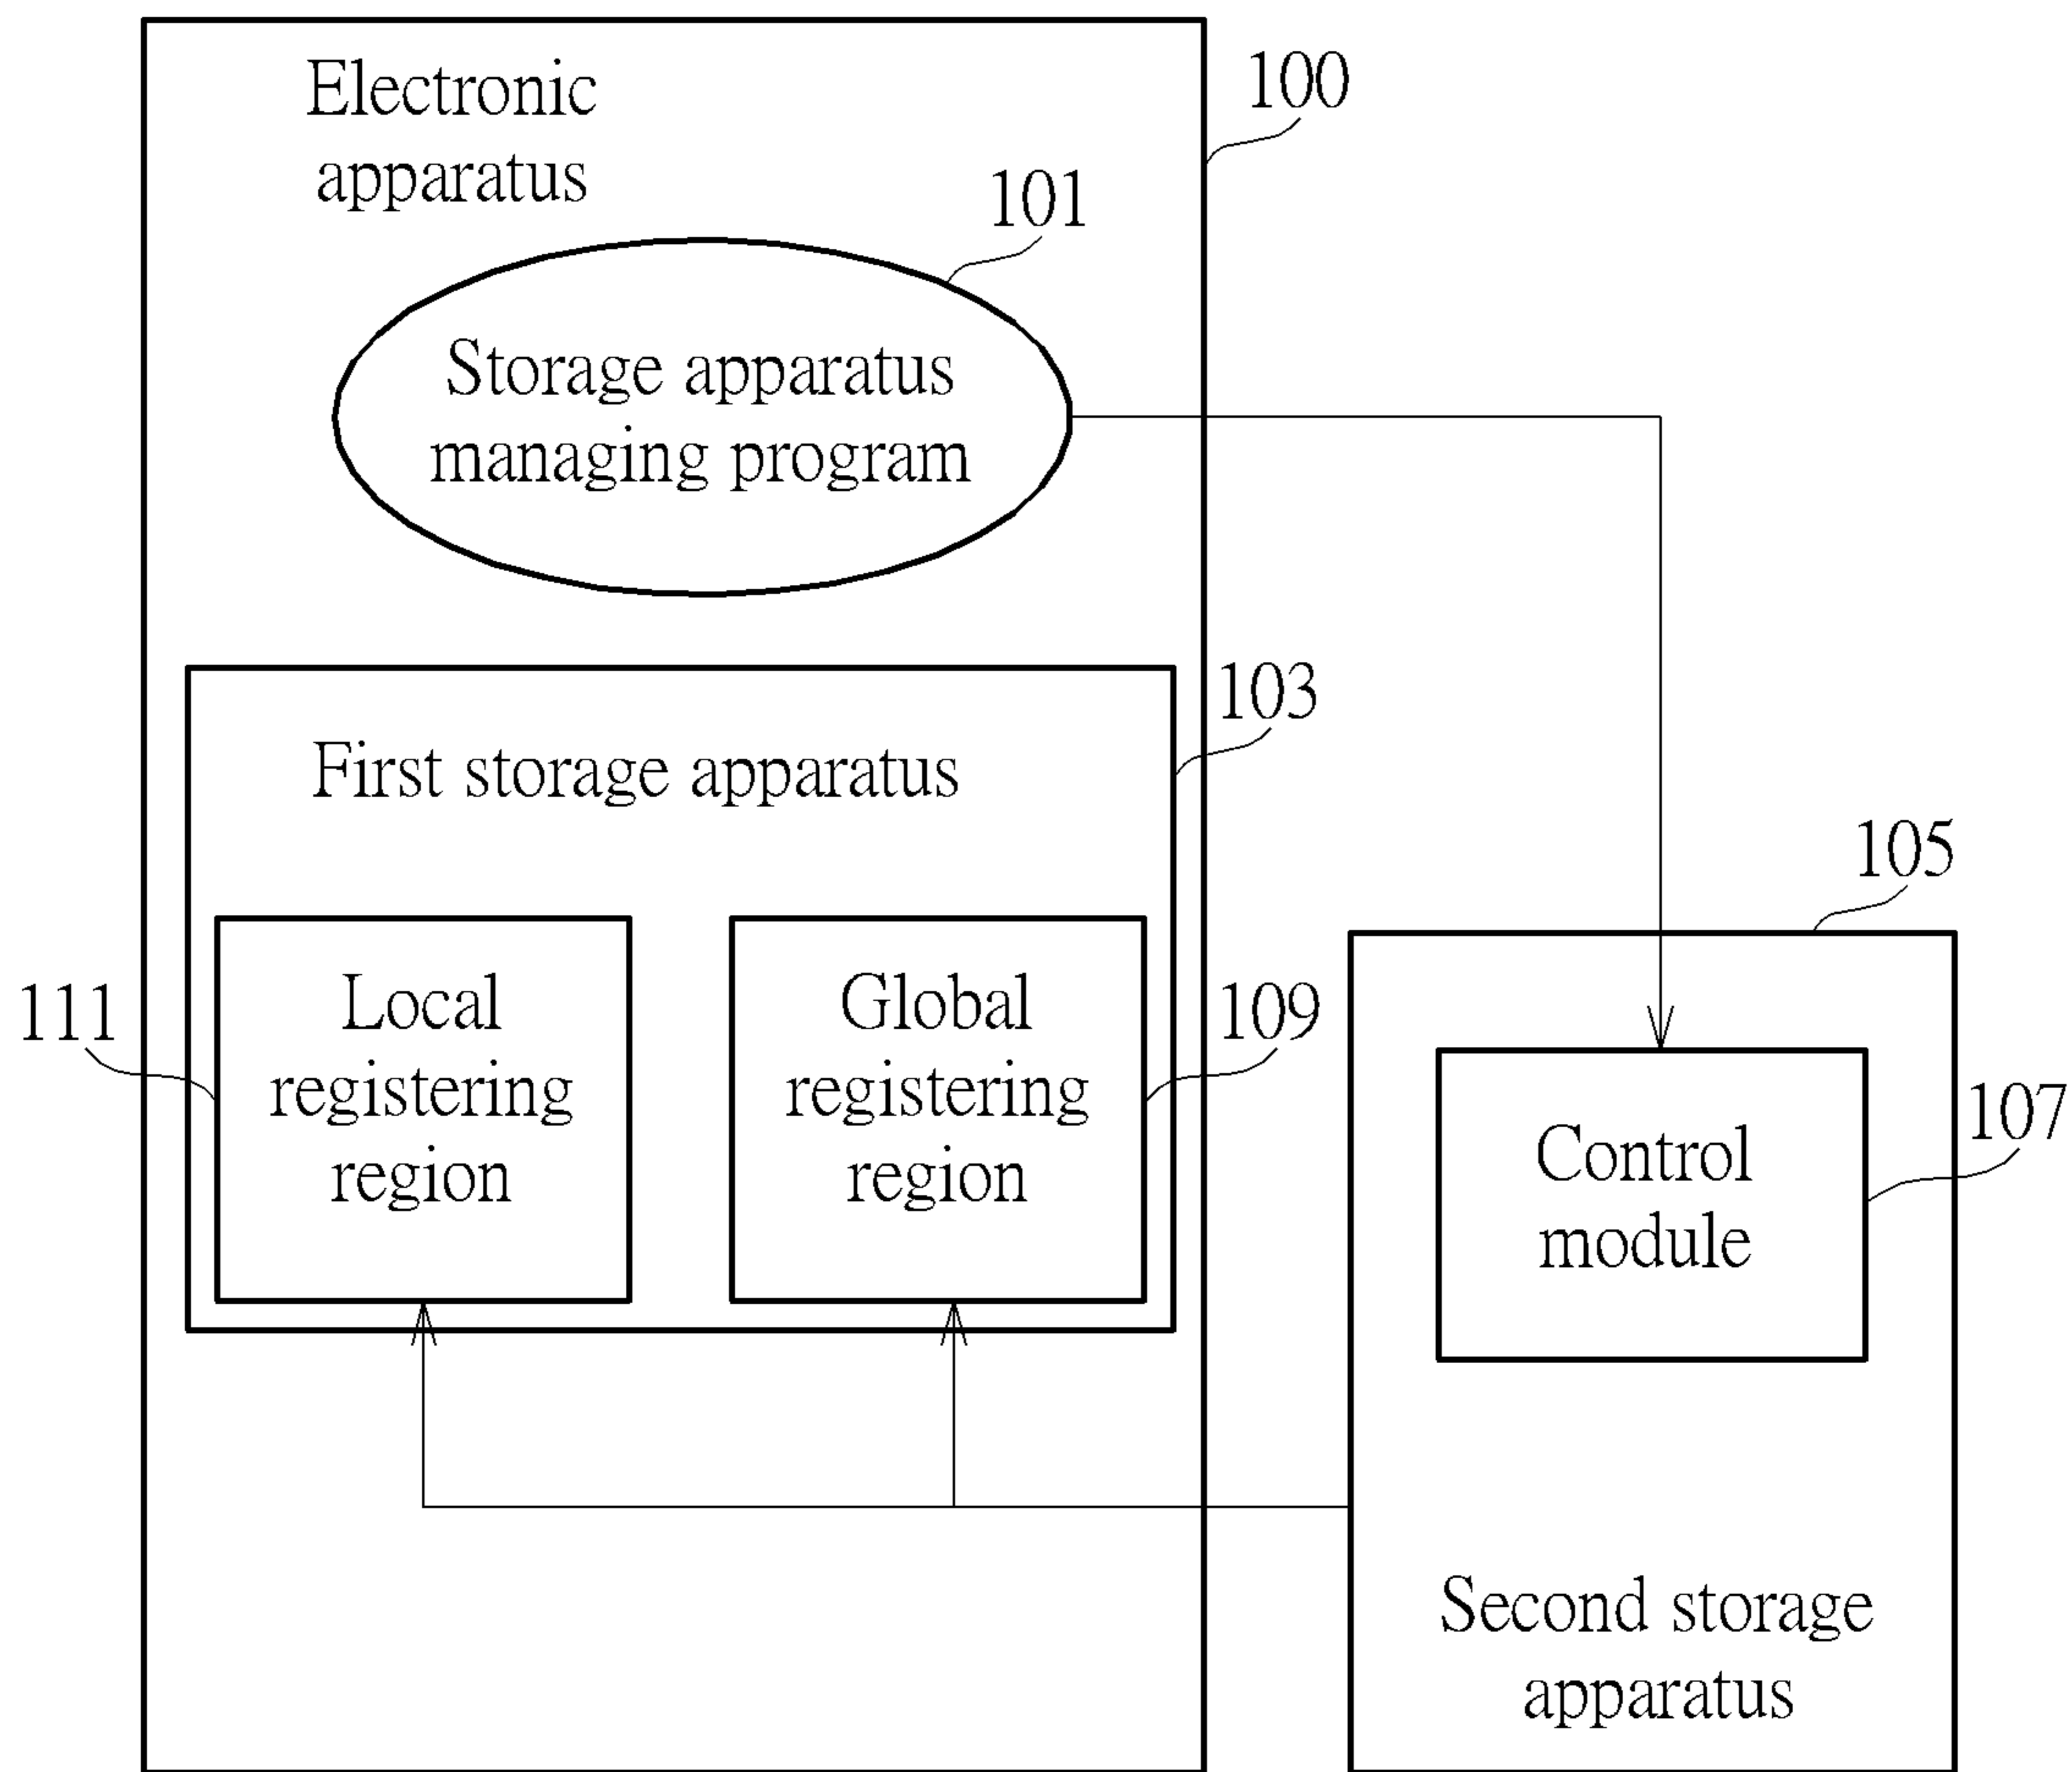 Electronic
apparatus
100
101
Storage apparatus
managing program
103
First storage apparatus
105
111
Local
registering
region
Global
registering
region
109
107
Control
module
Second storage
apparatus